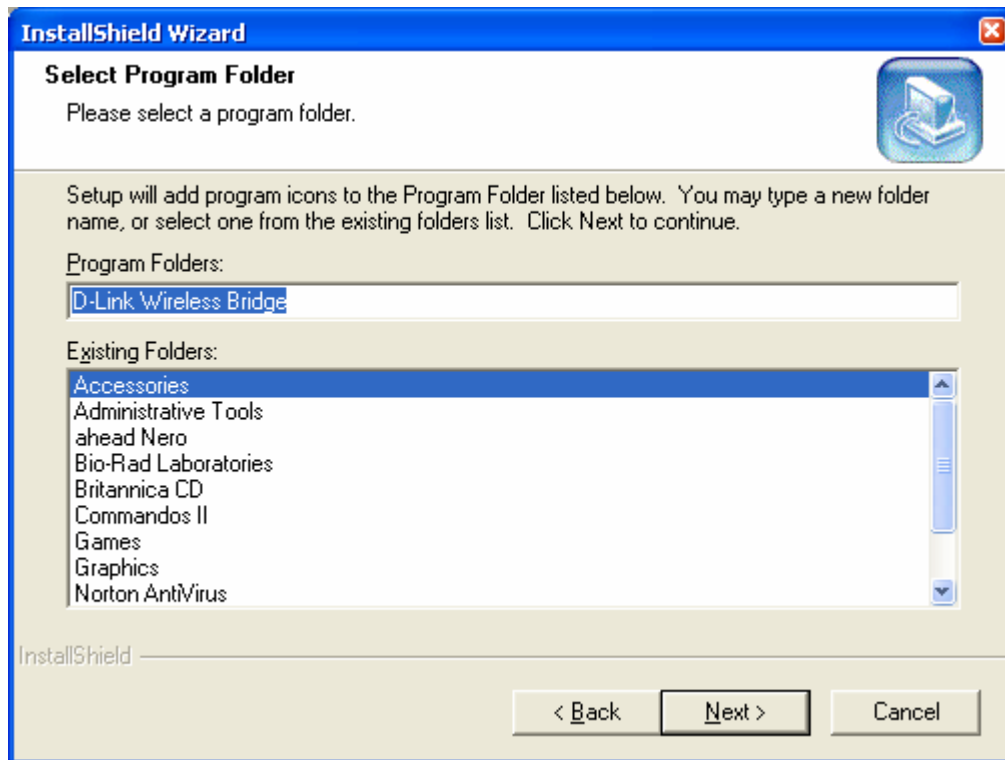 InstallShield Wizard
Select Program Folder
Please select a program folder.
Setup will add program icons to the Program Folder listed below.  You may type a new folder
name, or select one from the existing folders list.  Click Next to continue.
Program Folders:
D-Link Wireless Bridge
Existing Folders:
Accessories
Administrative Tools
ahead Nero
Bio-Rad Laboratories
Britannica CD
Commandos II
Games
Graphics
Norton AntiVirus
InstallShield
< Back
Next >
Cancel